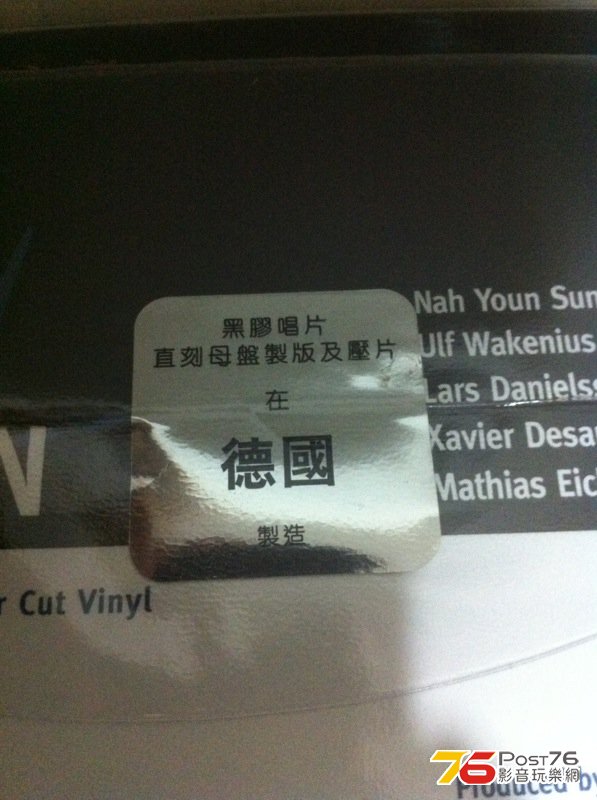 黑膠唱片
直刻母盤製版及壓片
在
德國
製造
Nah Youn Sun
Ulf Wakenius
Lars Danielss
Xavier Desa
Mathias Eic
N
r Cut Vinyl
Produced by
76 POST76
影音玩樂網